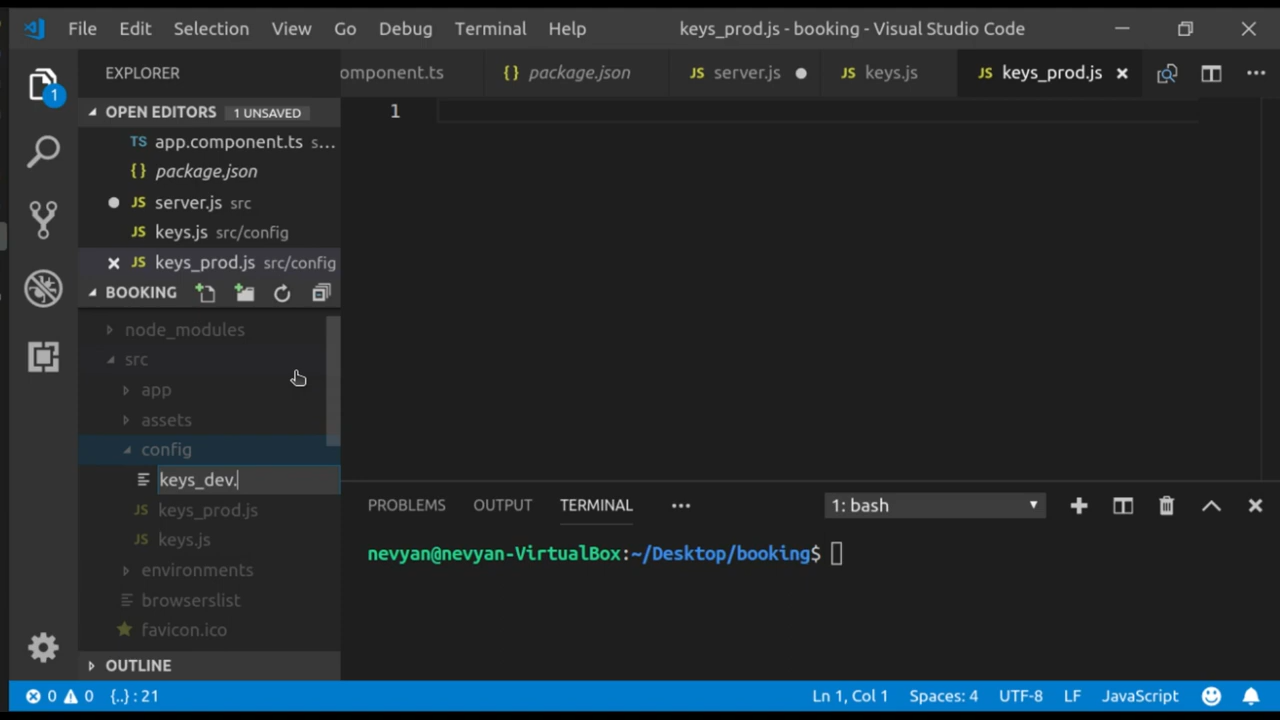 File Edit Selection View Go Debug Terminal Help keys_prod.js - booking - Visual Studio Code
EXPLORER
omponent.ts {} package.json JS server.js JS keys.js JS keys_prod.js
1
OPEN EDITORS 1 UNSAVED
TS app.component.ts s...
{} package.json
JS server.js src
JS keys.js src/config
JS keys_prod.js src/config
BOOKING
node_modules
src
app
assets
config
keys_dev.
JS keys_prod.js
JS keys.js
environments
browserslist
favicon.ico
OUTLINE
1
PROBLEMS OUTPUT TERMINAL ... 1: bash
nevyan@nevyan-VirtualBox:~/Desktop/booking$
0 0 {..} : 21 Ln 1, Col 1 Spaces: 4 UTF-8 LF JavaScript